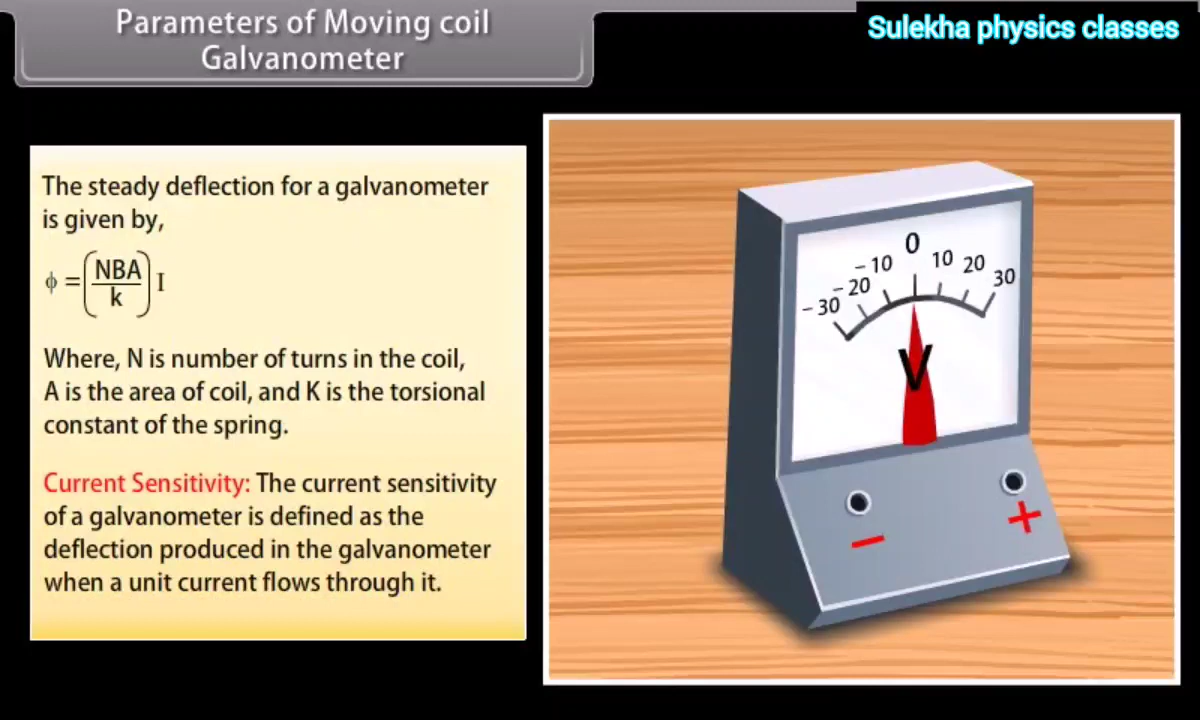 Parameters of Moving coil
Galvanometer
Sulekha physics classes
The steady deflection for a galvanometer
is given by,
ϕ = (NBA/k) I
Where, N is number of turns in the coil,
A is the area of coil, and K is the torsional
constant of the spring.
Current Sensitivity: The current sensitivity
of a galvanometer is defined as the
deflection produced in the galvanometer
when a unit current flows through it.
- 30 - 20 - 10 0 10 20 30
V
− +